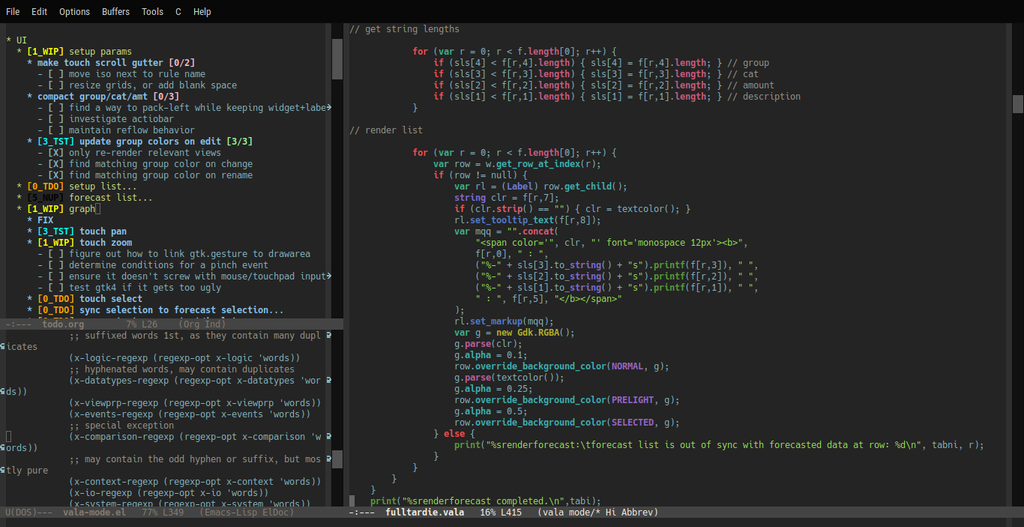 File Edit Options Buffers Tools C Help
* UI
* [1_WIP] setup params
* make touch scroll gutter [0/2]
- [ ] move iso next to rule name
- [ ] resize grids, or add blank space
* compact group/cat/amt [0/3]
- [ ] find a way to pack-left while keeping widget+labe
- [ ] investigate actiobar
- [ ] maintain reflow behavior
* [3_TST] update group colors on edit [3/3]
- [X] only re-render relevant views
- [X] find matching group color on change
- [X] find matching group color on rename
* [0_TDO] setup list...
* [5_NUP] forecast list...
* [1_WIP] graph
* FIX
* [3_TST] touch pan
* [1_WIP] touch zoom
- [ ] figure out how to link gtk.gesture to drawarea
- [ ] determine conditions for a pinch event
- [ ] ensure it doesn't screw with mouse/touchpad input
- [ ] test gtk4 if it gets too ugly
* [0_TDO] touch select
* [0_TDO] sync selection to forecast selection...
-:--- todo.org 7% L26 (Org Ind)
;; suffixed words 1st, as they contain many dupl
icates
(x-logic-regexp (regexp-opt x-logic 'words))
;; hyphenated words, may contain duplicates
(x-datatypes-regexp (regexp-opt x-datatypes 'wor
ds))
(x-viewprp-regexp (regexp-opt x-viewprp 'words))
(x-events-regexp (regexp-opt x-events 'words))
;; special exception
(x-comparison-regexp (regexp-opt x-comparison 'w
ords))
;; may contain the odd hyphen or suffix, but mos
tly pure
(x-context-regexp (regexp-opt x-context 'words))
(x-io-regexp (regexp-opt x-io 'words))
(x-system-regexp (regexp-opt x-system 'words))
U(DOS)--- vala-mode.el 77% L349 (Emacs-Lisp ElDoc)
// get string lengths
for (var r = 0; r < f.length[0]; r++) {
if (sls[4] < f[r,4].length) { sls[4] = f[r,4].length; } // group
if (sls[3] < f[r,3].length) { sls[3] = f[r,3].length; } // cat
if (sls[2] < f[r,2].length) { sls[2] = f[r,2].length; } // amount
if (sls[1] < f[r,1].length) { sls[1] = f[r,1].length; } // description
}
// render list
for (var r = 0; r < f.length[0]; r++) {
var row = w.get_row_at_index(r);
if (row != null) {
var rl = (Label) row.get_child();
string clr = f[r,7];
if (clr.strip() == "") { clr = textcolor(); }
rl.set_tooltip_text(f[r,8]);
var mqq = "".concat(
"<span color='", clr, "' font='monospace 12px'><b>",
f[r,0], " : ",
("%-" + sls[3].to_string() + "s").printf(f[r,3]), " ",
("%-" + sls[2].to_string() + "s").printf(f[r,2]), " ",
("%-" + sls[1].to_string() + "s").printf(f[r,1]), " ",
" : ", f[r,5], "</b></span>"
);
rl.set_markup(mqq);
var g = new Gdk.RGBA();
g.parse(clr);
g.alpha = 0.1;
row.override_background_color(NORMAL, g);
g.parse(textcolor());
g.alpha = 0.25;
row.override_background_color(PRELIGHT, g);
g.alpha = 0.5;
row.override_background_color(SELECTED, g);
} else {
print("%srenderforecast:\tforecast list is out of sync with forecasted data at row: %d\n", tabni, r);
}
}
}
}
print("%srenderforecast completed.\n",tabi);
-:--- fulltardie.vala 16% L415 (vala mode/* Hi Abbrev)